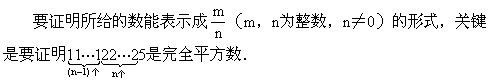 要证明所给的数能表示成m/n（m，n为整数，n≠0）的形式，关键
是要证明11⋯122⋯25是完全平方数．
(n-1)个 n个